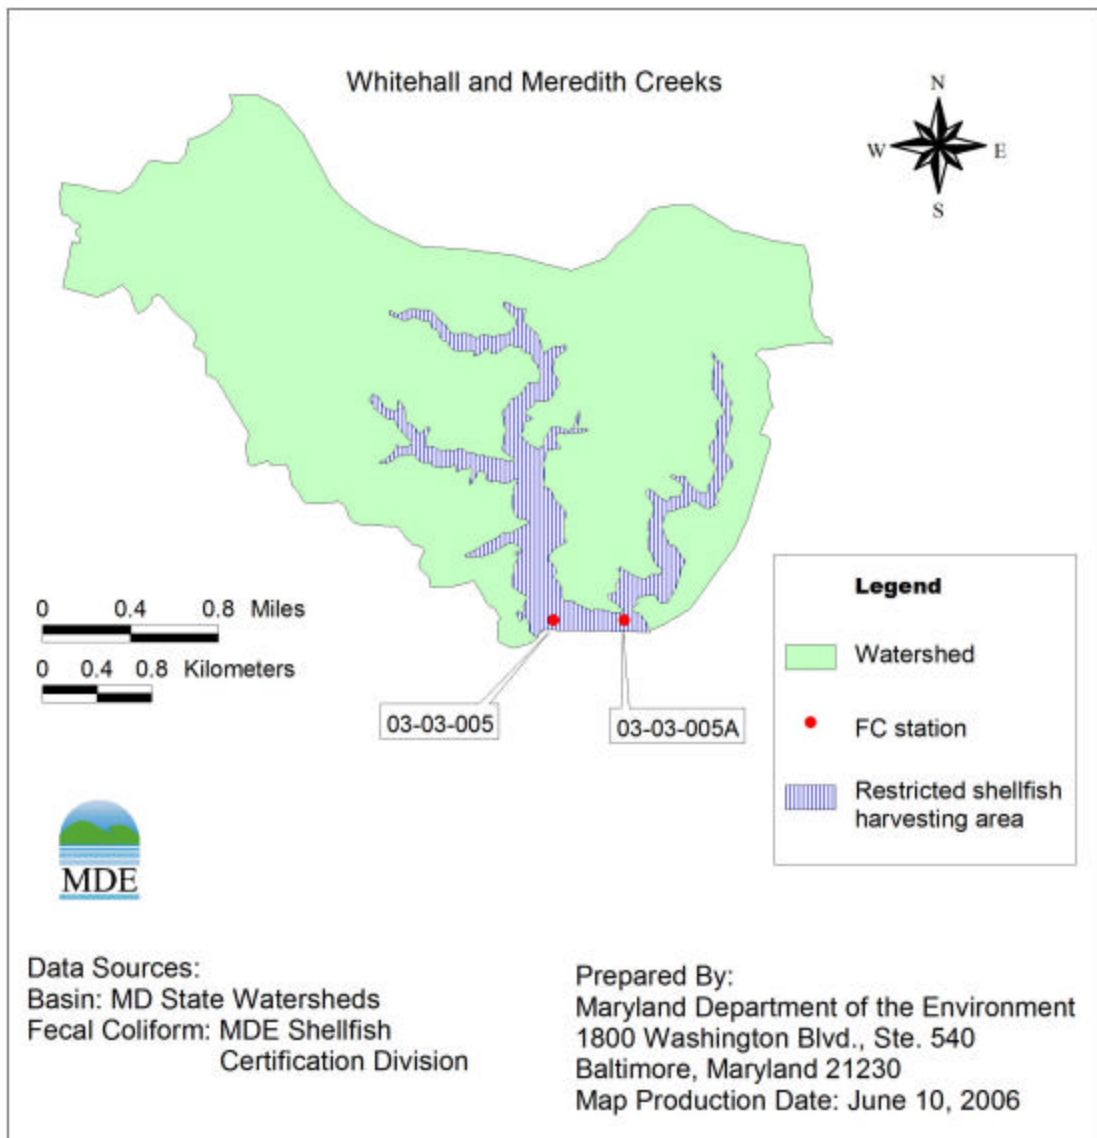 Whitehall and Meredith Creeks
N
W E
S
0 0.4 0.8 Miles
0 0.4 0.8 Kilometers
03-03-005
03-03-005A
Legend
Watershed
FC station
Restricted shellfish
harvesting area
MDE
Data Sources:
Basin: MD State Watersheds
Fecal Coliform: MDE Shellfish
Certification Division
Prepared By:
Maryland Department of the Environment
1800 Washington Blvd., Ste. 540
Baltimore, Maryland 21230
Map Production Date: June 10, 2006